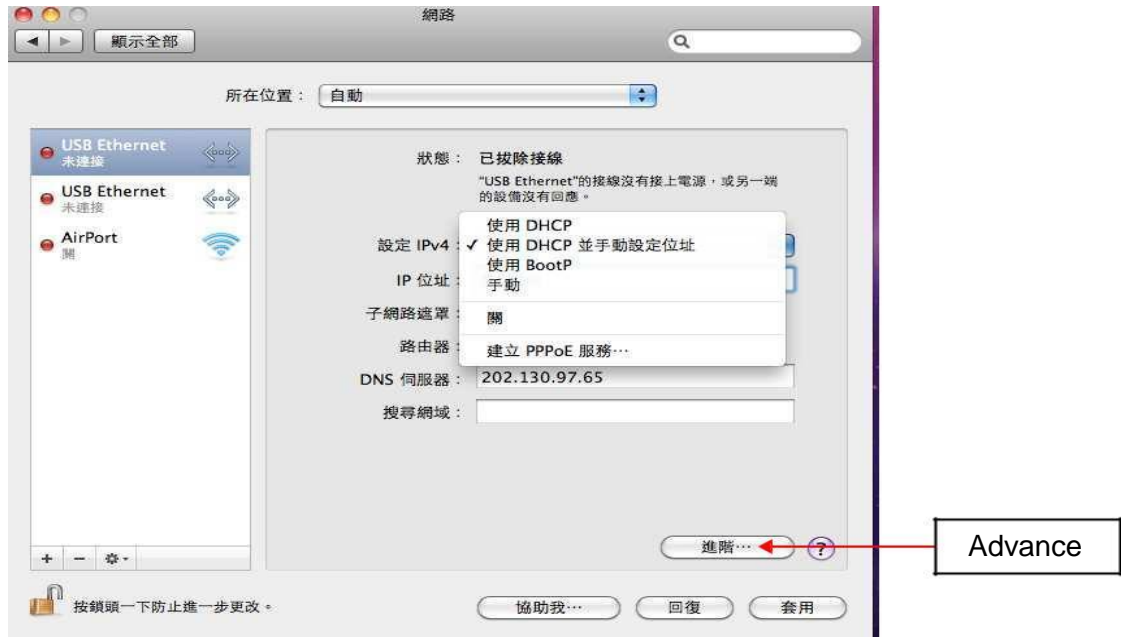 網路
顯示全部
所在位置： 自動
USB Ethernet
未連接
USB Ethernet
未連接
AirPort
關
狀態： 已拔除接線
"USB Ethernet"的接線沒有接上電源，或另一端
的設備沒有回應。
使用 DHCP
設定 IPv4： ✓ 使用 DHCP 並手動設定位址
使用 BootP
IP 位址：
手動
子網路遮罩：
關
路由器：
建立 PPPoE 服務…
DNS 伺服器： 202.130.97.65
搜尋網域：
進階… ?
Advance
+ −
按鎖頭一下防止進一步更改。
協助我… 回復 套用